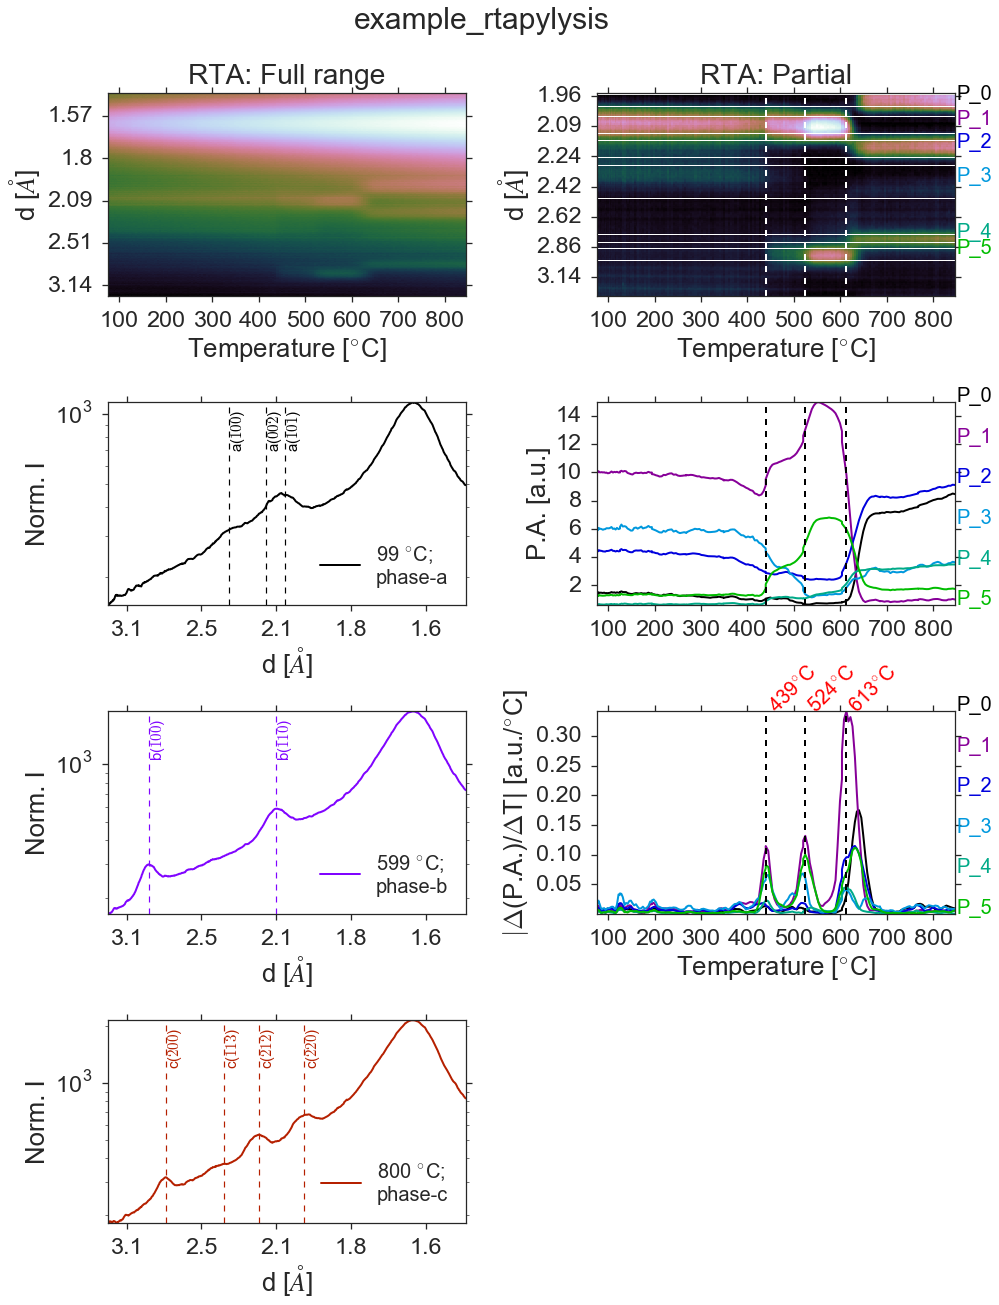 example_rtapylysis
RTA: Full range
1.57
1.8
2.09
2.51
3.14
d [Å]
100 200 300 400 500 600 700 800
Temperature [°C]
RTA: Partial
1.96
2.09
2.24
2.42
2.62
2.86
3.14
d [Å]
P_0
P_1
P_2
P_3
P_4
P_5
100 200 300 400 500 600 700 800
Temperature [°C]
10³
Norm. I
a(100)
a(002)
a(101)
99 °C;
phase-a
3.1 2.5 2.1 1.8 1.6
d [Å]
14
12
10
8
6
4
2
P.A. [a.u.]
P_0
P_1
P_2
P_3
P_4
P_5
100 200 300 400 500 600 700 800
10³
Norm. I
b(100)
b(110)
599 °C;
phase-b
3.1 2.5 2.1 1.8 1.6
d [Å]
439°C
524°C
613°C
0.30
0.25
0.20
0.15
0.10
0.05
|Δ(P.A.)/ΔT| [a.u./°C]
P_0
P_1
P_2
P_3
P_4
P_5
100 200 300 400 500 600 700 800
Temperature [°C]
10³
Norm. I
c(200)
c(113)
c(212)
c(220)
800 °C;
phase-c
3.1 2.5 2.1 1.8 1.6
d [Å]